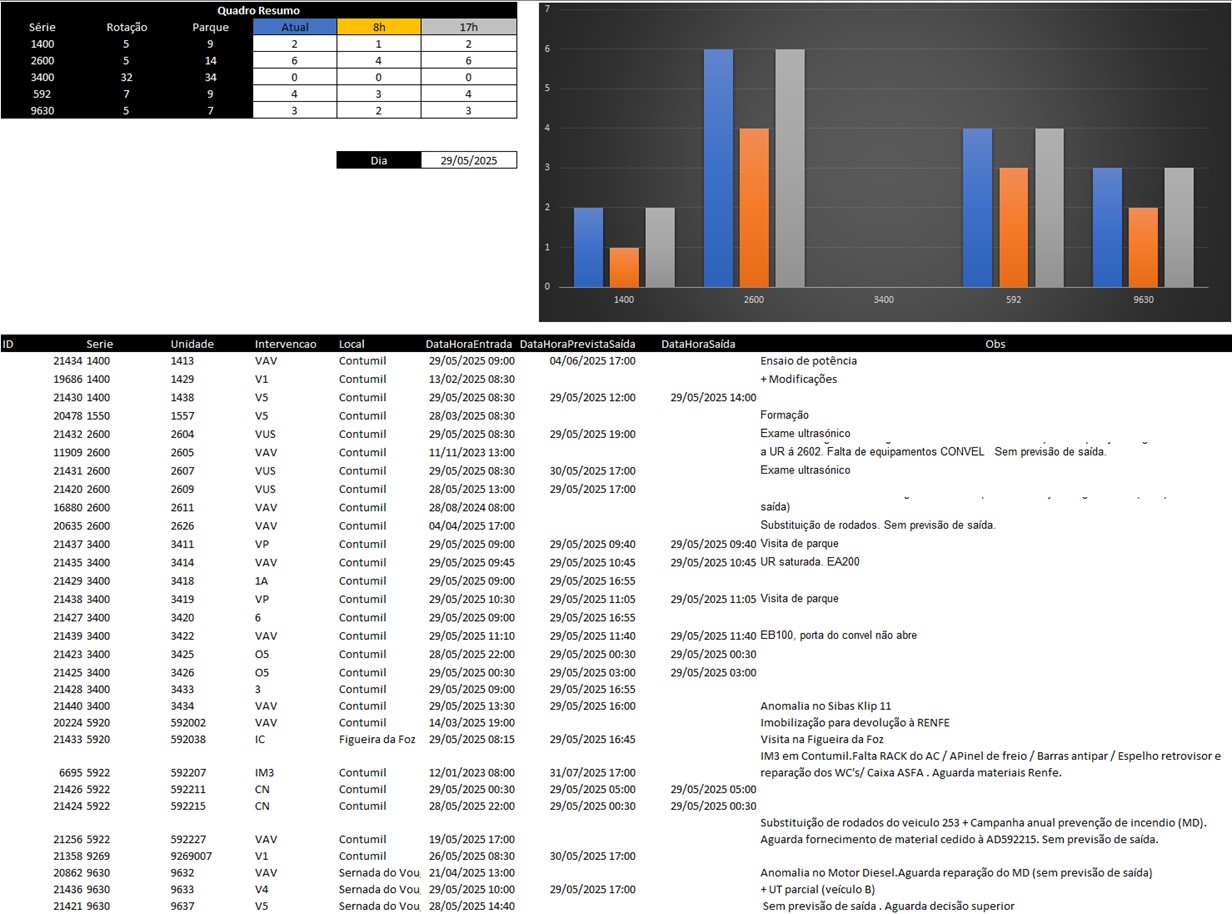 Quadro Resumo
Série Rotação Parque Atual 8h 17h
1400 5 9 2 1 2
2600 5 14 6 4 6
3400 32 34 0 0 0
592 7 9 4 3 4
9630 5 7 3 2 3
Dia 29/05/2025
7
6
5
4
3
2
1
0
1400 2600 3400 592 9630
ID Serie Unidade Intervencao Local DataHoraEntrada DataHoraPrevistaSaída DataHoraSaída Obs
21434 1400 1413 VAV Contumil 29/05/2025 09:00 04/06/2025 17:00 Ensaio de potência
19686 1400 1429 V1 Contumil 13/02/2025 08:30 + Modificações
21430 1400 1438 V5 Contumil 29/05/2025 08:30 29/05/2025 12:00 29/05/2025 14:00
20478 1550 1557 V5 Contumil 28/03/2025 08:30 Formação
21432 2600 2604 VUS Contumil 29/05/2025 08:30 29/05/2025 19:00 Exame ultrasónico
11909 2600 2605 VAV Contumil 11/11/2023 13:00 a UR á 2602. Falta de equipamentos CONVEL Sem previsão de saída.
21431 2600 2607 VUS Contumil 29/05/2025 08:30 30/05/2025 17:00 Exame ultrasónico
21420 2600 2609 VUS Contumil 28/05/2025 13:00 29/05/2025 17:00
16880 2600 2611 VAV Contumil 28/08/2024 08:00 saída)
20635 2600 2626 VAV Contumil 04/04/2025 17:00 Substituição de rodados. Sem previsão de saída.
21437 3400 3411 VP Contumil 29/05/2025 09:00 29/05/2025 09:40 29/05/2025 09:40 Visita de parque
21435 3400 3414 VAV Contumil 29/05/2025 09:45 29/05/2025 10:45 29/05/2025 10:45 UR saturada. EA200
21429 3400 3418 1A Contumil 29/05/2025 09:00 29/05/2025 16:55
21438 3400 3419 VP Contumil 29/05/2025 10:30 29/05/2025 11:05 29/05/2025 11:05 Visita de parque
21427 3400 3420 6 Contumil 29/05/2025 09:00 29/05/2025 16:55
21439 3400 3422 VAV Contumil 29/05/2025 11:10 29/05/2025 11:40 29/05/2025 11:40 EB100, porta do convel não abre
21423 3400 3425 O5 Contumil 28/05/2025 22:00 29/05/2025 00:30 29/05/2025 00:30
21425 3400 3426 O5 Contumil 29/05/2025 00:30 29/05/2025 03:00 29/05/2025 03:00
21428 3400 3433 3 Contumil 29/05/2025 09:00 29/05/2025 16:55
21440 3400 3434 VAV Contumil 29/05/2025 13:30 29/05/2025 16:00 Anomalia no Sibas Klip 11
20224 5920 592002 VAV Contumil 14/03/2025 19:00 Imobilização para devolução à RENFE
21433 5920 592038 IC Figueira da Foz 29/05/2025 08:15 29/05/2025 16:45 Visita na Figueira da Foz
IM3 em Contumil.Falta RACK do AC / APinel de freio / Barras antipar / Espelho retrovisor e
6695 5922 592207 IM3 Contumil 12/01/2023 08:00 31/07/2025 17:00 reparação dos WC's/ Caixa ASFA . Aguarda materiais Renfe.
21426 5922 592211 CN Contumil 29/05/2025 00:30 29/05/2025 05:00 29/05/2025 05:00
21424 5922 592215 CN Contumil 28/05/2025 22:00 29/05/2025 00:30 29/05/2025 00:30
Substituição de rodados do veiculo 253 + Campanha anual prevenção de incendio (MD).
21256 5922 592227 VAV Contumil 19/05/2025 17:00 Aguarda fornecimento de material cedido à AD592215. Sem previsão de saída.
21358 9269 9269007 V1 Contumil 26/05/2025 08:30 30/05/2025 17:00
20862 9630 9632 VAV Sernada do Vou 21/04/2025 13:00 Anomalia no Motor Diesel.Aguarda reparação do MD (sem previsão de saída)
21436 9630 9633 V4 Sernada do Vou 29/05/2025 10:00 29/05/2025 17:00 + UT parcial (veículo B)
21421 9630 9637 V5 Sernada do Vou 28/05/2025 14:40 Sem previsão de saída . Aguarda decisão superior